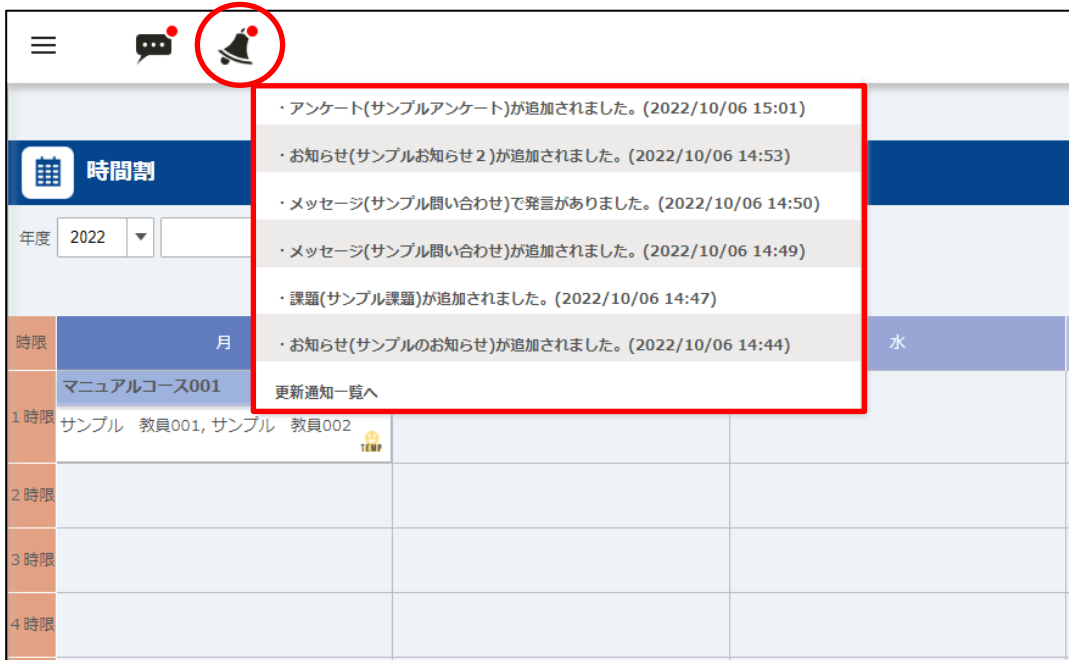 ・アンケート(サンプルアンケート)が追加されました。(2022/10/06 15:01)
・お知らせ(サンプルお知らせ２)が追加されました。(2022/10/06 14:53)
時間割
・メッセージ(サンプル問い合わせ)で発言がありました。(2022/10/06 14:50)
年度 2022
・メッセージ(サンプル問い合わせ)が追加されました。(2022/10/06 14:49)
・課題(サンプル課題)が追加されました。(2022/10/06 14:47)
・お知らせ(サンプルのお知らせ)が追加されました。(2022/10/06 14:44)
更新通知一覧へ
時限 月 水
マニュアルコース001
1時限 サンプル　教員001, サンプル　教員002
TEMP
2時限
3時限
4時限